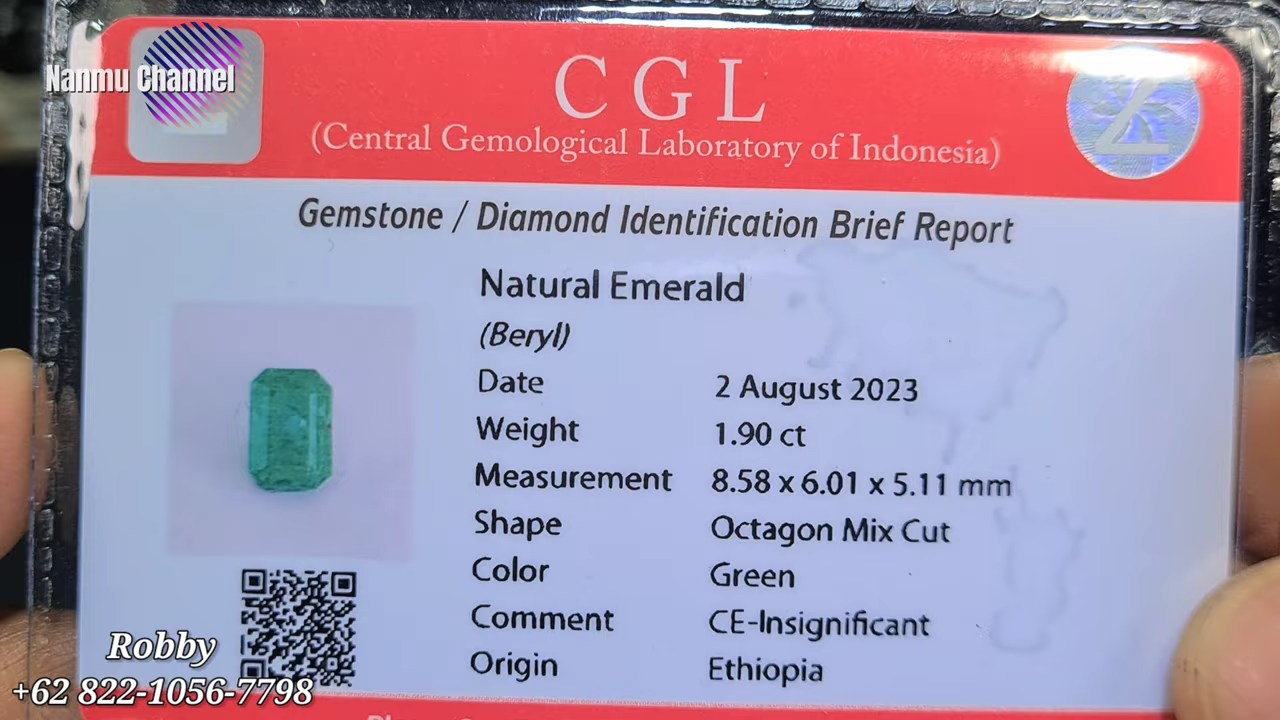 Nanmu Channel
C G L
(Central Gemological Laboratory of Indonesia)
Gemstone / Diamond Identification Brief Report
Natural Emerald
(Beryl)
Date 2 August 2023
Weight 1.90 ct
Measurement 8.58 x 6.01 x 5.11 mm
Shape Octagon Mix Cut
Color Green
Comment CE-Insignificant
Origin Ethiopia
Robby
+62 822-1056-7798